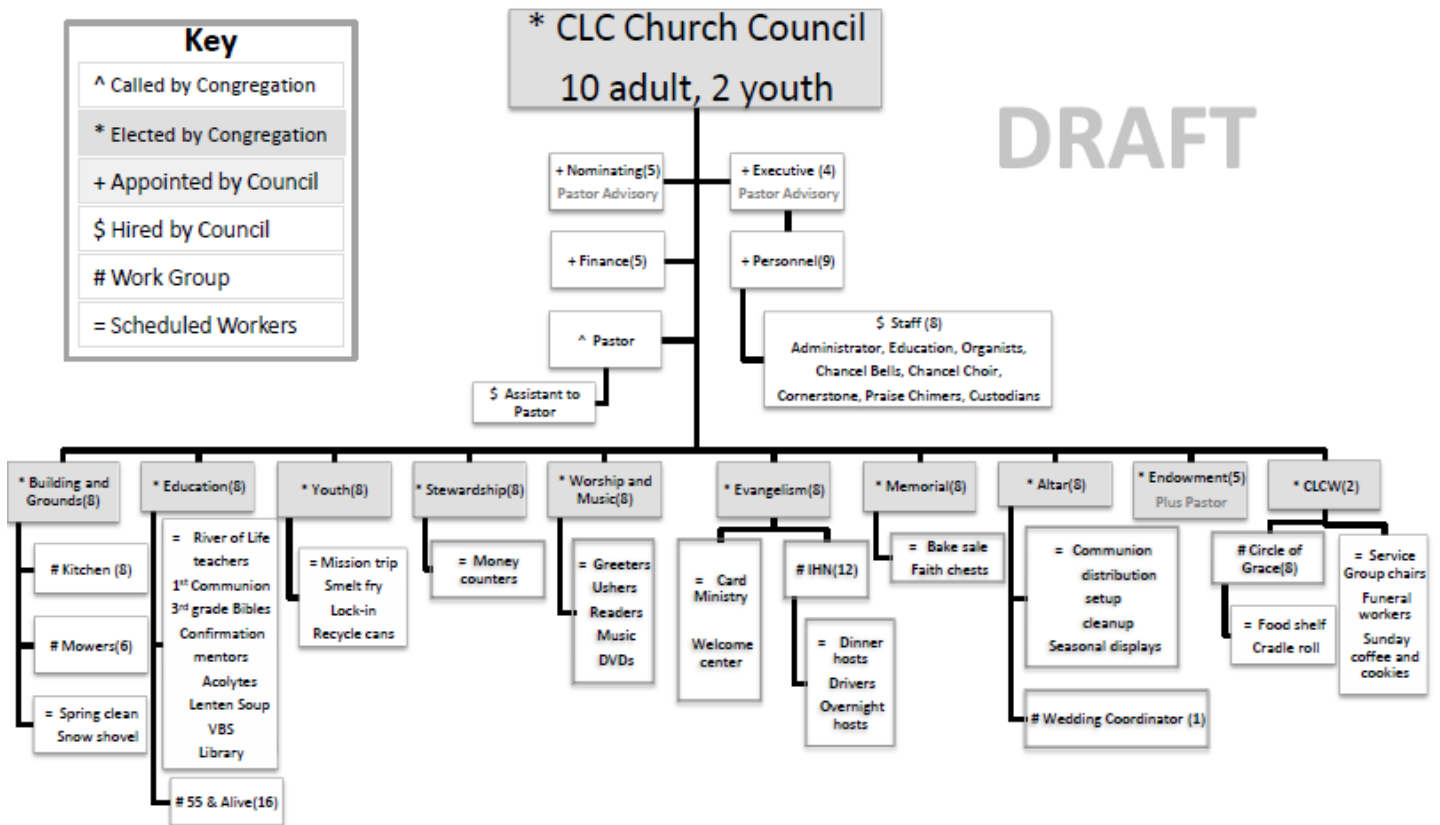 * CLC Church Council
10 adult, 2 youth
Key
^ Called by Congregation
* Elected by Congregation
+ Appointed by Council
$ Hired by Council
# Work Group
= Scheduled Workers
DRAFT
+ Nominating(5)
Pastor Advisory
+ Executive (4)
Pastor Advisory
+ Finance(5)
+ Personnel(9)
^ Pastor
$ Assistant to
Pastor
$ Staff (8)
Administrator, Education, Organists,
Chancel Bells, Chancel Choir,
Cornerstone, Praise Chimers, Custodians
* Building and
Grounds(8)
# Kitchen (8)
# Mowers(6)
= Spring clean
Snow shovel
* Education(8)
= River of Life
teachers
1st Communion
3rd grade Bibles
Confirmation
mentors
Acolytes
Lenten Soup
VBS
Library
# 55 & Alive(16)
* Youth(8)
= Mission trip
Smelt fry
Lock-in
Recycle cans
* Stewardship(8)
= Money
counters
* Worship and
Music(8)
= Greeters
Ushers
Readers
Music
DVDs
* Evangelism(8)
= Card
Ministry
Welcome
center
# IHN(12)
= Dinner
hosts
Drivers
Overnight
hosts
* Memorial(8)
= Bake sale
Faith chests
* Altar(8)
= Communion
distribution
setup
cleanup
Seasonal displays
# Wedding Coordinator (1)
* Endowment(5)
Plus Pastor
* CLCW(2)
# Circle of
Grace(8)
= Food shelf
Cradle roll
= Service
Group chairs
Funeral
workers
Sunday
coffee and
cookies